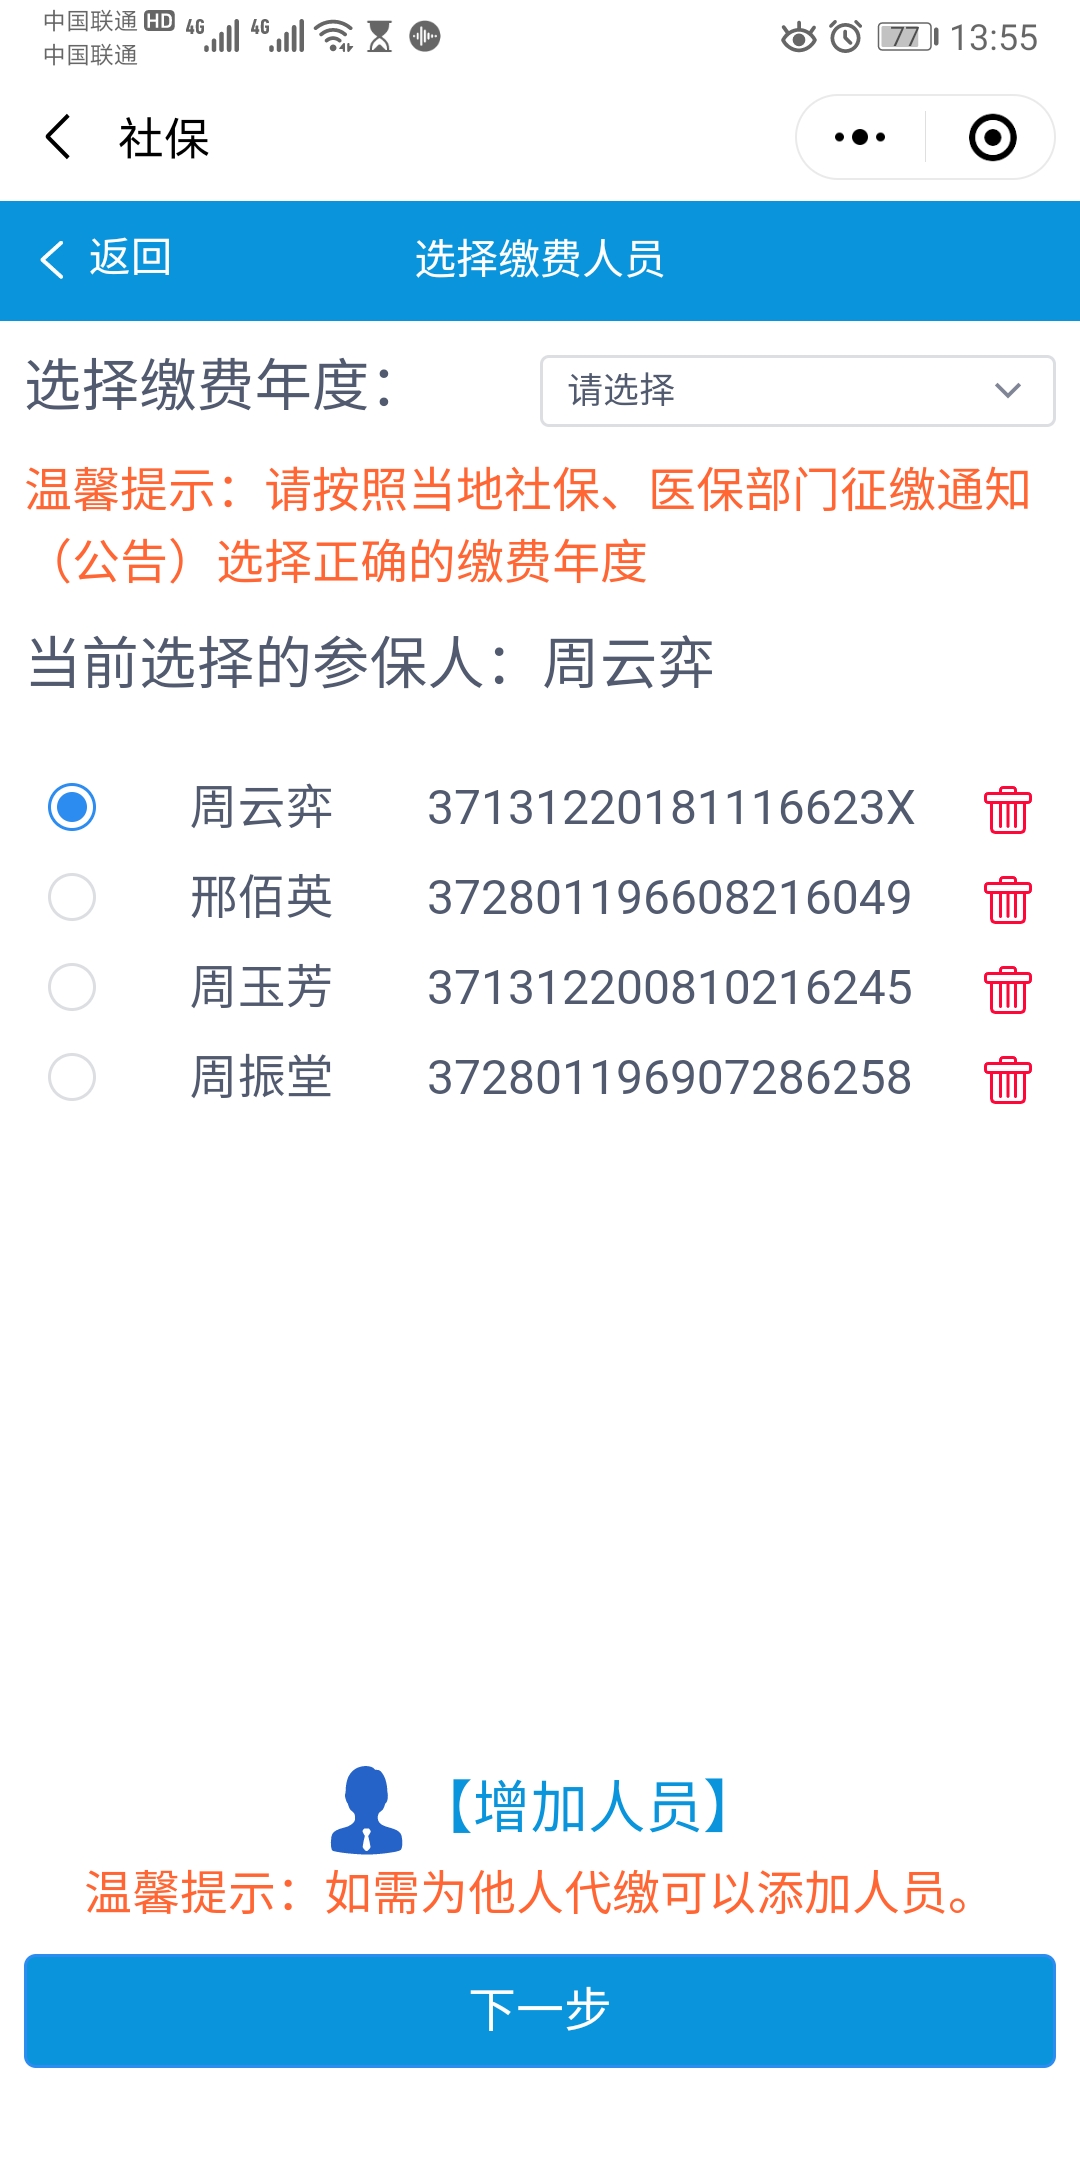 中国联通 HD 4G 4G 77 13:55
中国联通
社保
返回 选择缴费人员
选择缴费年度： 请选择
温馨提示：请按照当地社保、医保部门征缴通知
（公告）选择正确的缴费年度
当前选择的参保人：周云弈
周云弈 37131220181116623X
邢佰英 372801196608216049
周玉芳 371312200810216245
周振堂 372801196907286258
【增加人员】
温馨提示：如需为他人代缴可以添加人员。
下一步